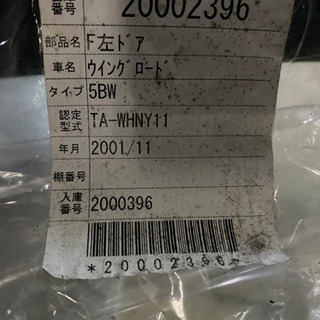 番号 20002396
部品名 F左ドア
車名 ウイングロード
タイプ 5BW
認定型式 TA-WHNY11
年月 2001/11
棚番号
入庫番号 2000396
*20002396